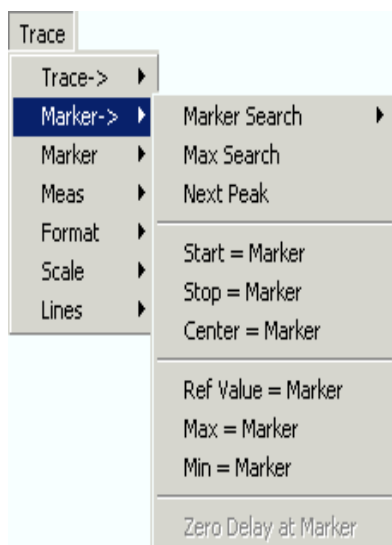 Trace
Trace->
Marker->
Marker
Meas
Format
Scale
Lines
Marker Search
Max Search
Next Peak
Start = Marker
Stop = Marker
Center = Marker
Ref Value = Marker
Max = Marker
Min = Marker
Zero Delay at Marker